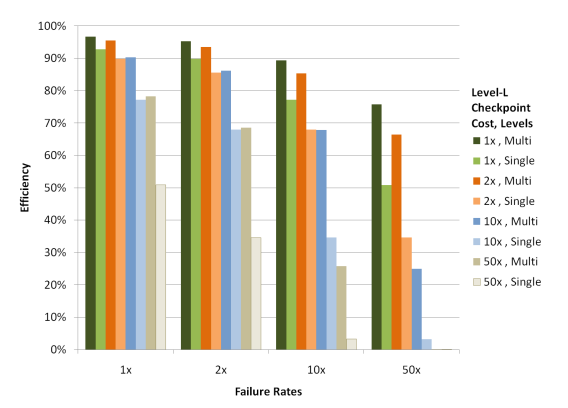 100%
90%
80%
70%
60%
50%
40%
30%
20%
10%
0%
Efficiency
1x
2x
10x
50x
Failure Rates
Level-L
Checkpoint
Cost, Levels
1x , Multi
1x , Single
2x , Multi
2x , Single
10x , Multi
10x , Single
50x , Multi
50x , Single